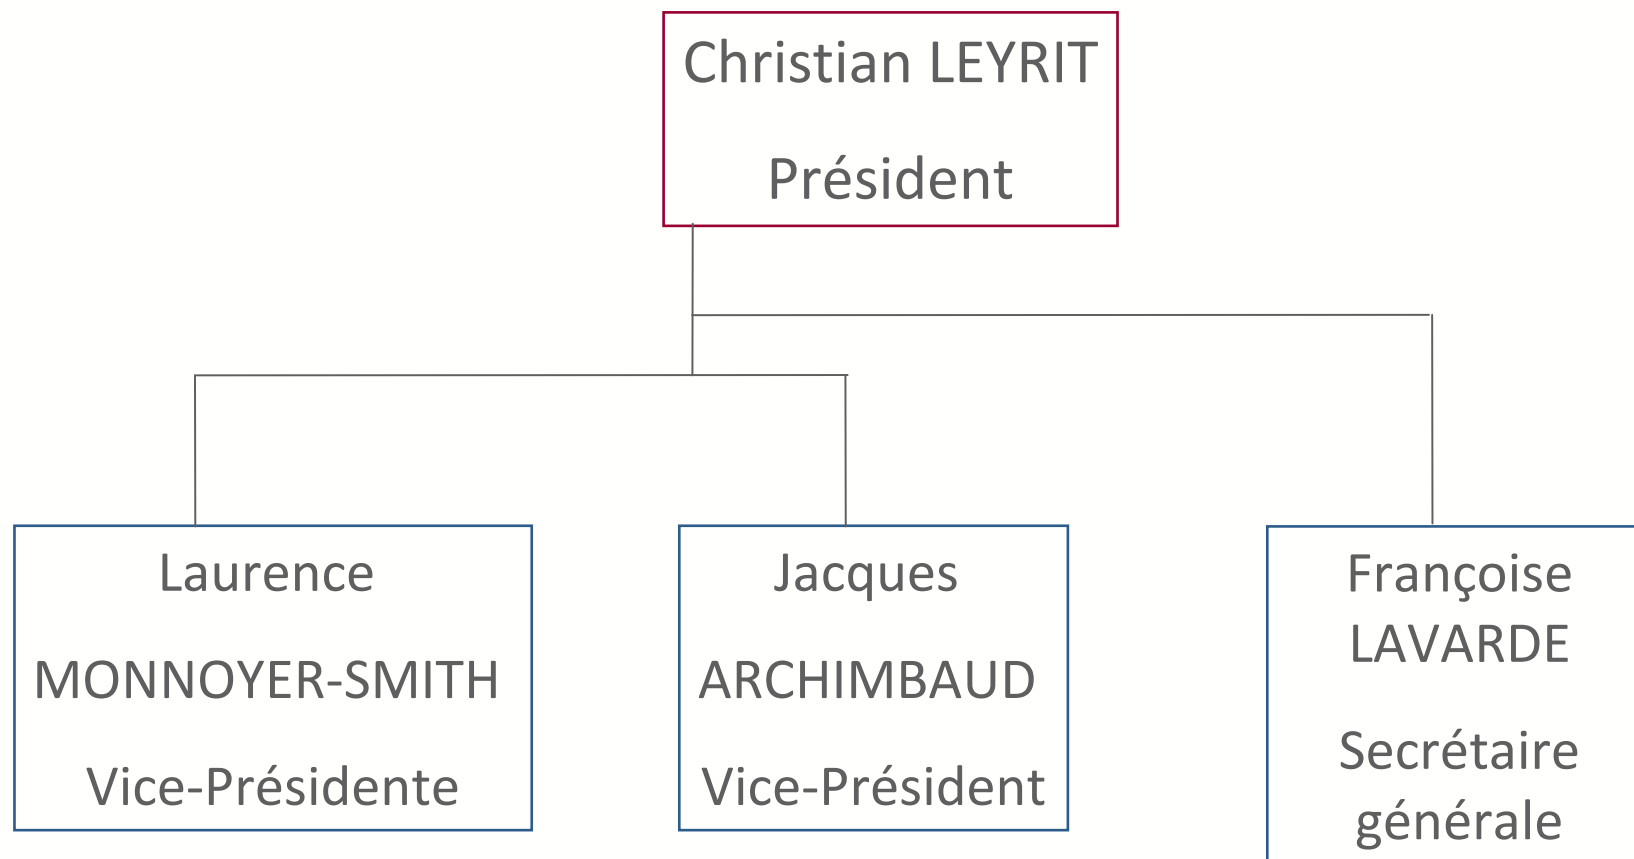 Christian LEYRIT
Président
Laurence
MONNOYER-SMITH
Vice-Présidente
Jacques
ARCHIMBAUD
Vice-Président
Françoise
LAVARDE
Secrétaire
générale